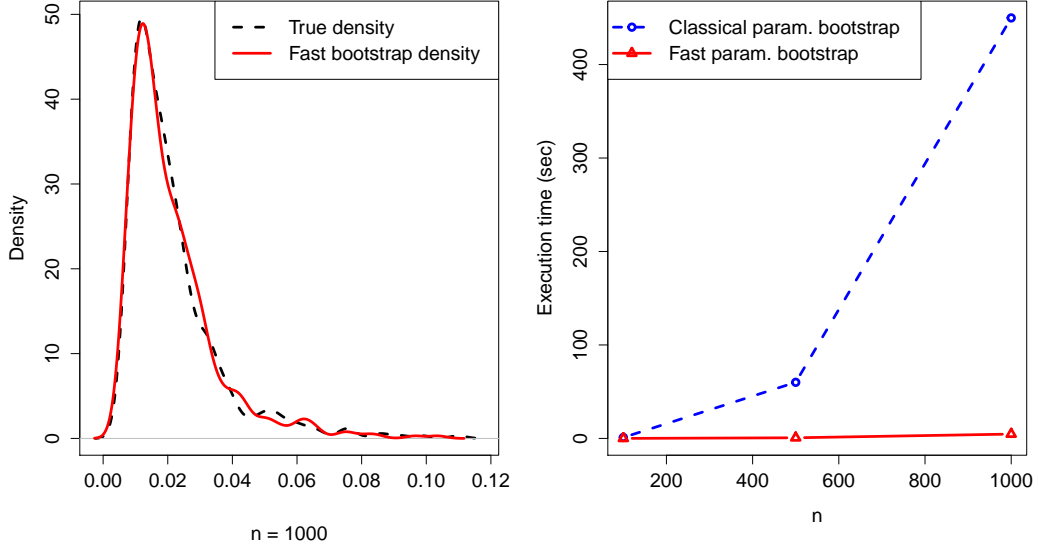 True density
Fast bootstrap density
Density
0
10
20
30
40
50
0.00
0.02
0.04
0.06
0.08
0.10
0.12
n = 1000
Classical param. bootstrap
Fast param. bootstrap
Execution time (sec)
0
100
200
300
400
200
400
600
800
1000
n